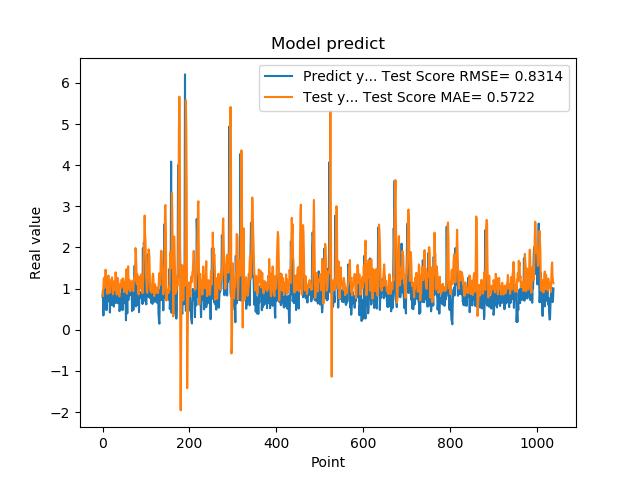 Model predict
Predict y... Test Score RMSE= 0.8314
Test y... Test Score MAE= 0.5722
Real value
6
5
4
3
2
1
0
−1
−2
0 200 400 600 800 1000
Point